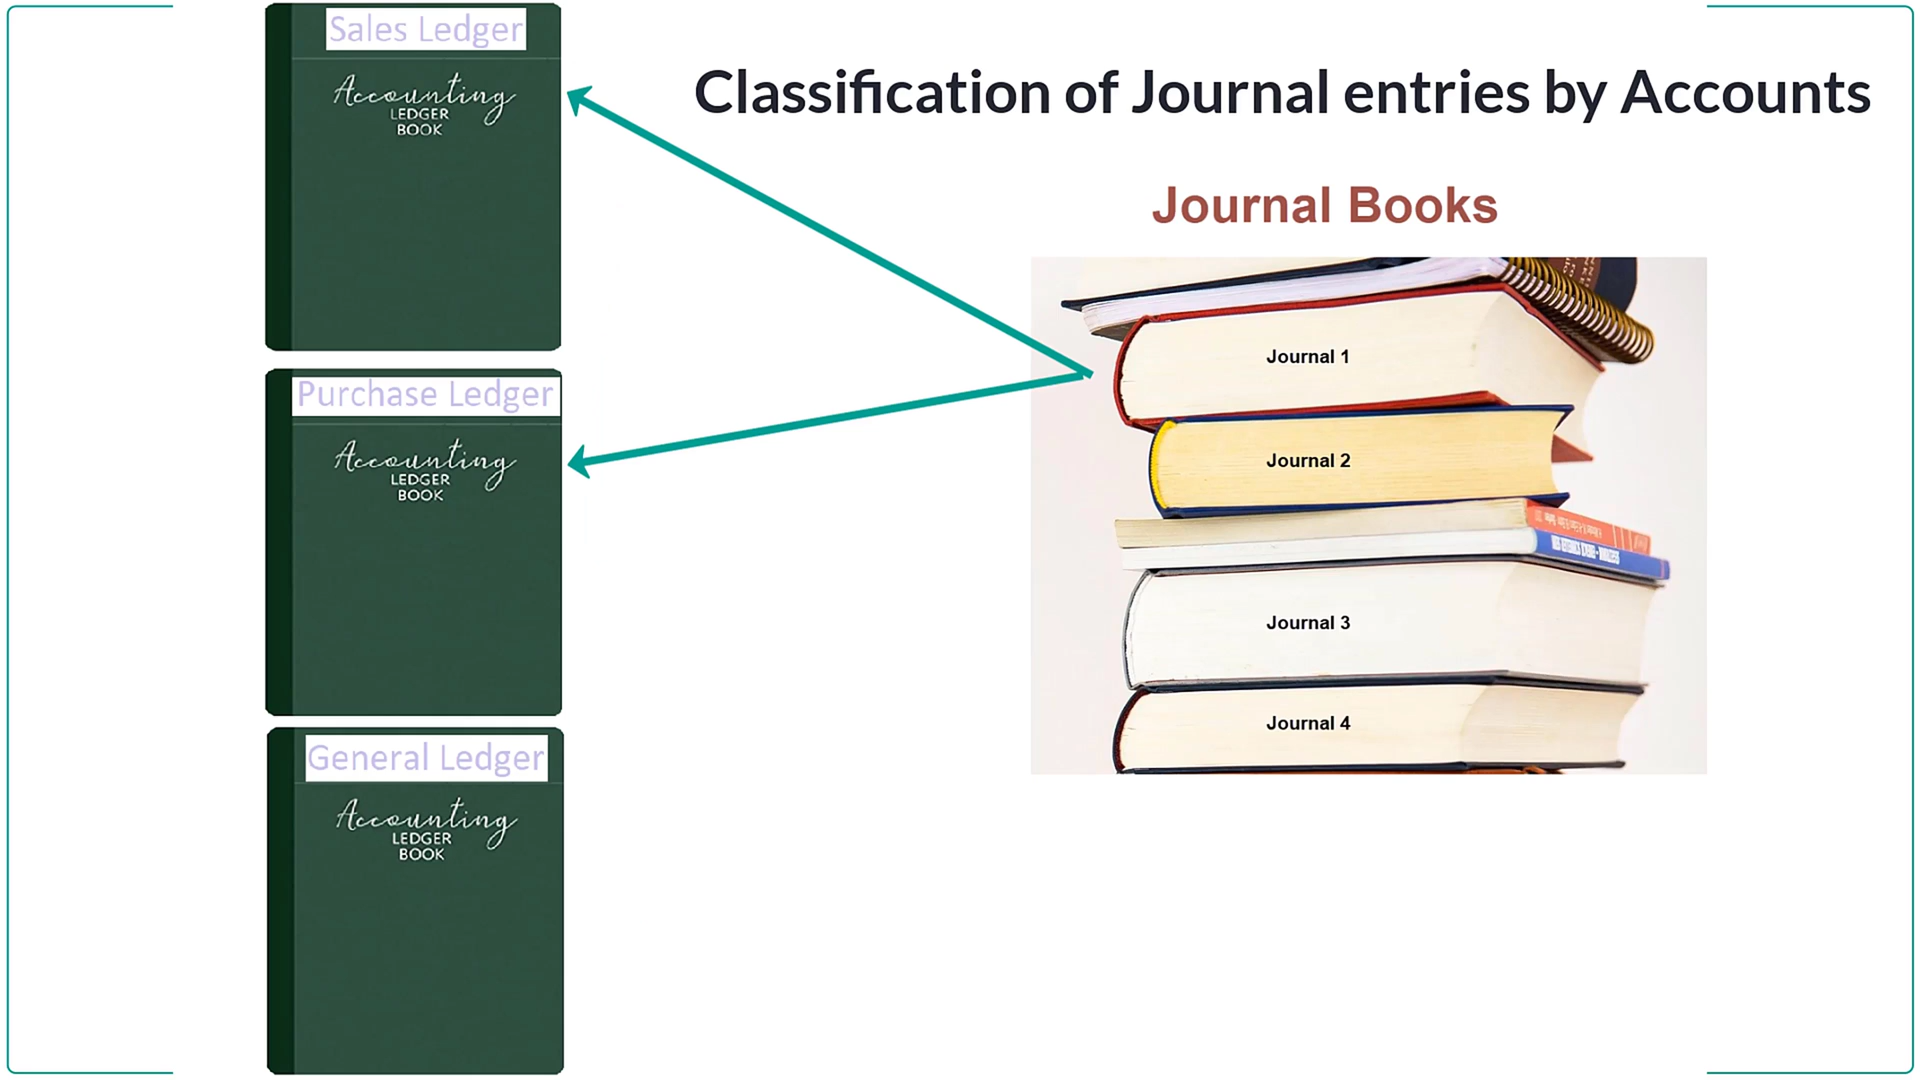 Sales Ledger
Accounting
LEDGER
BOOK
Classification of Journal entries by Accounts
Journal Books
Journal 1
Journal 2
Journal 3
Journal 4
Purchase Ledger
Accounting
LEDGER
BOOK
General Ledger
Accounting
LEDGER
BOOK